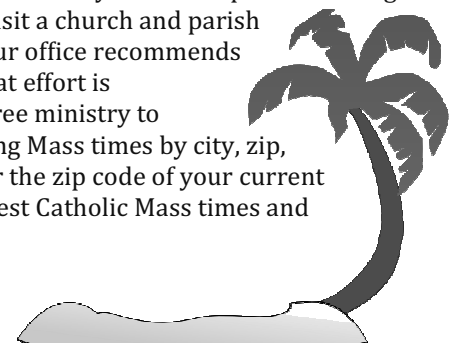 isit a church and parish
ur office recommends
at effort is
ree ministry to
ng Mass times by city, zip,
r the zip code of your current
est Catholic Mass times and